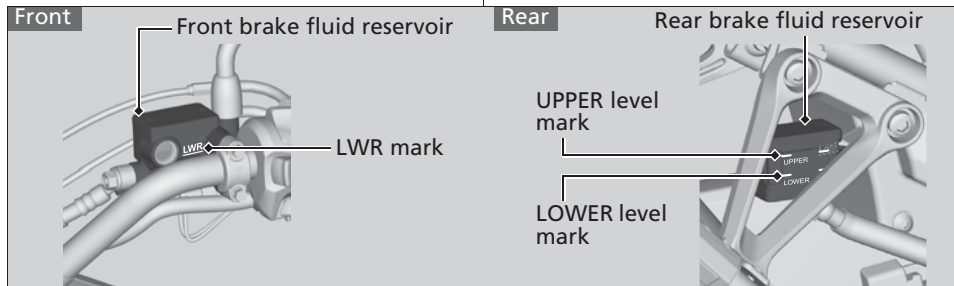 Front
Front brake fluid reservoir
LWR
LWR mark
Rear
Rear brake fluid reservoir
UPPER level
mark
UPPER
LOWER
LOWER level
mark